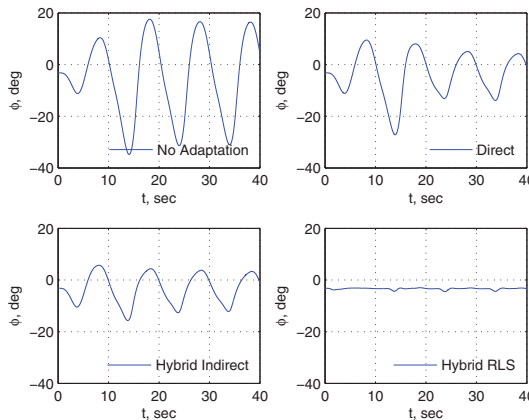 20
0
−20
−40
ϕ, deg
No Adaptation
0 10 20 30 40
t, sec
20
0
−20
−40
ϕ, deg
Direct
0 10 20 30 40
t, sec
20
0
−20
−40
ϕ, deg
Hybrid Indirect
0 10 20 30 40
t, sec
20
0
−20
−40
ϕ, deg
Hybrid RLS
0 10 20 30 40
t, sec